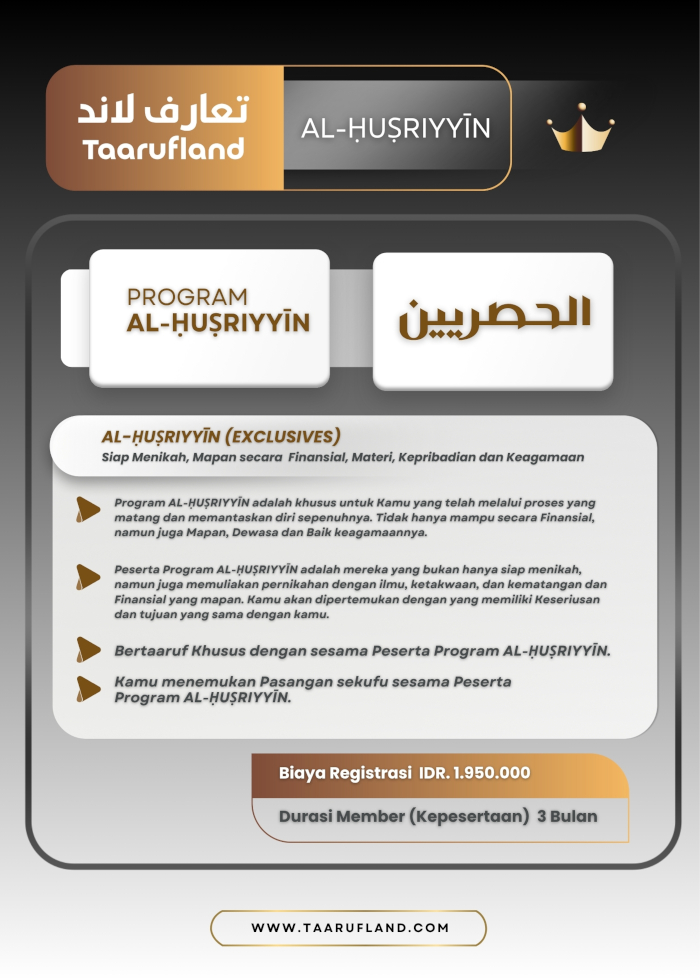 تعارف لاند
Taarufland
AL-ḤUṢRIYYĪN
PROGRAM
AL-ḤUṢRIYYĪN
الحصريين
AL-ḤUṢRIYYĪN (EXCLUSIVES)
Siap Menikah, Mapan secara Finansial, Materi, Kepribadian dan Keagamaan
Program AL-ḤUṢRIYYĪN adalah khusus untuk Kamu yang telah melalui proses yang
matang dan memantaskan diri sepenuhnya. Tidak hanya mampu secara Finansial,
namun juga Mapan, Dewasa dan Baik keagamaannya.
Peserta Program AL-ḤUṢRIYYĪN adalah mereka yang bukan hanya siap menikah,
namun juga memuliakan pernikahan dengan ilmu, ketakwaan, dan kematangan dan
Finansial yang mapan. Kamu akan dipertemukan dengan yang memiliki Keseriusan
dan tujuan yang sama dengan kamu.
Bertaaruf Khusus dengan sesama Peserta Program AL-ḤUṢRIYYĪN.
Kamu menemukan Pasangan sekufu sesama Peserta
Program AL-ḤUṢRIYYĪN.
Biaya Registrasi IDR. 1.950.000
Durasi Member (Kepesertaan) 3 Bulan
WWW.TAARUFLAND.COM